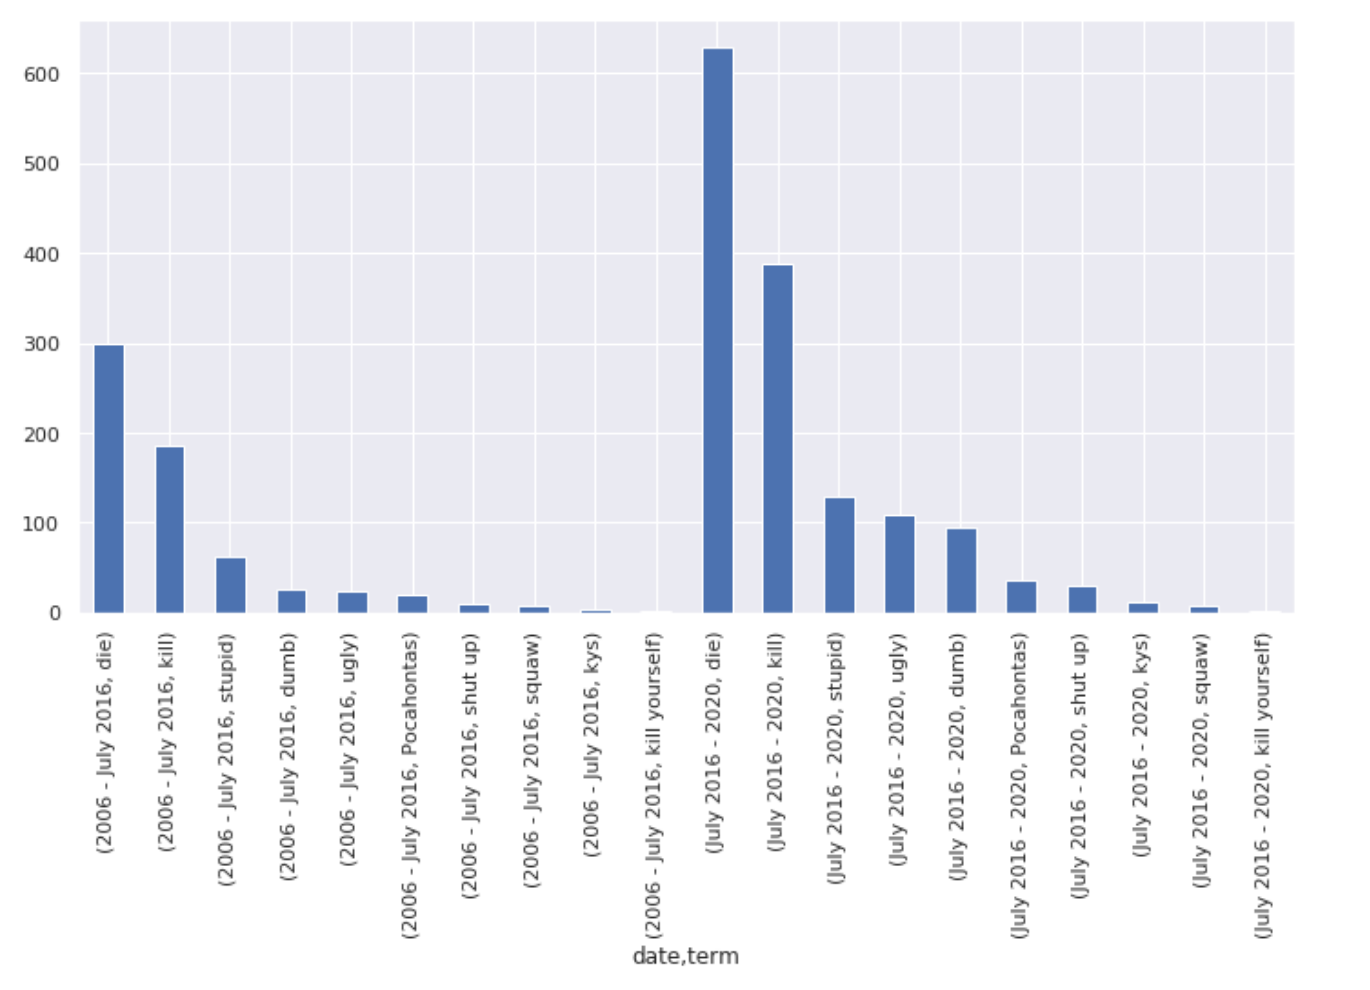 600
500
400
300
200
100
0
(2006 - July 2016, die)
(2006 - July 2016, kill)
(2006 - July 2016, stupid)
(2006 - July 2016, dumb)
(2006 - July 2016, ugly)
(2006 - July 2016, Pocahontas)
(2006 - July 2016, shut up)
(2006 - July 2016, squaw)
(2006 - July 2016, kys)
(2006 - July 2016, kill yourself)
(July 2016 - 2020, die)
(July 2016 - 2020, kill)
(July 2016 - 2020, stupid)
(July 2016 - 2020, ugly)
(July 2016 - 2020, dumb)
(July 2016 - 2020, Pocahontas)
(July 2016 - 2020, shut up)
(July 2016 - 2020, kys)
(July 2016 - 2020, squaw)
(July 2016 - 2020, kill yourself)
date,term